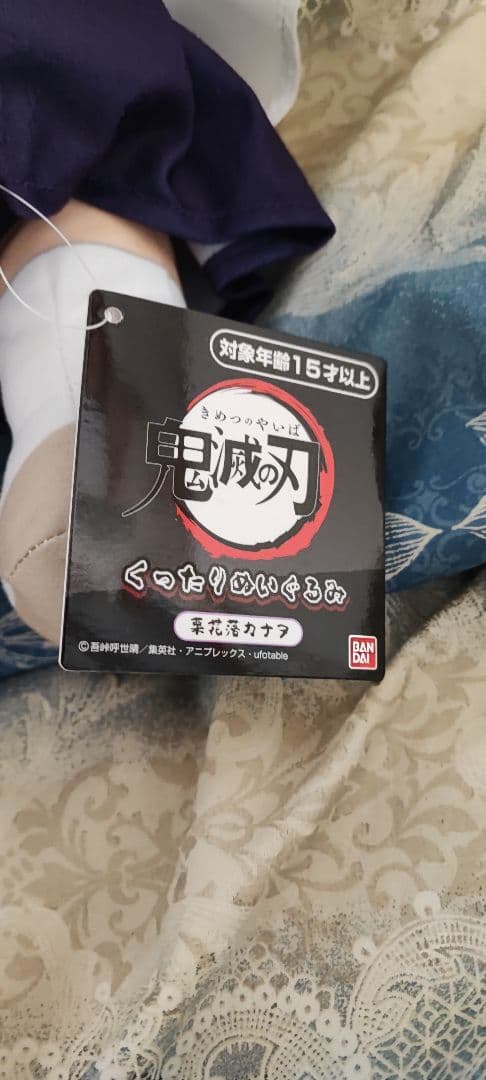 対象年齢15才以上
きめつのやいば
鬼滅の刃
くったりぬいぐるみ
栗花落カナヲ
©吾峠呼世晴／集英社・アニプレックス・ufotable
BAN
DAI